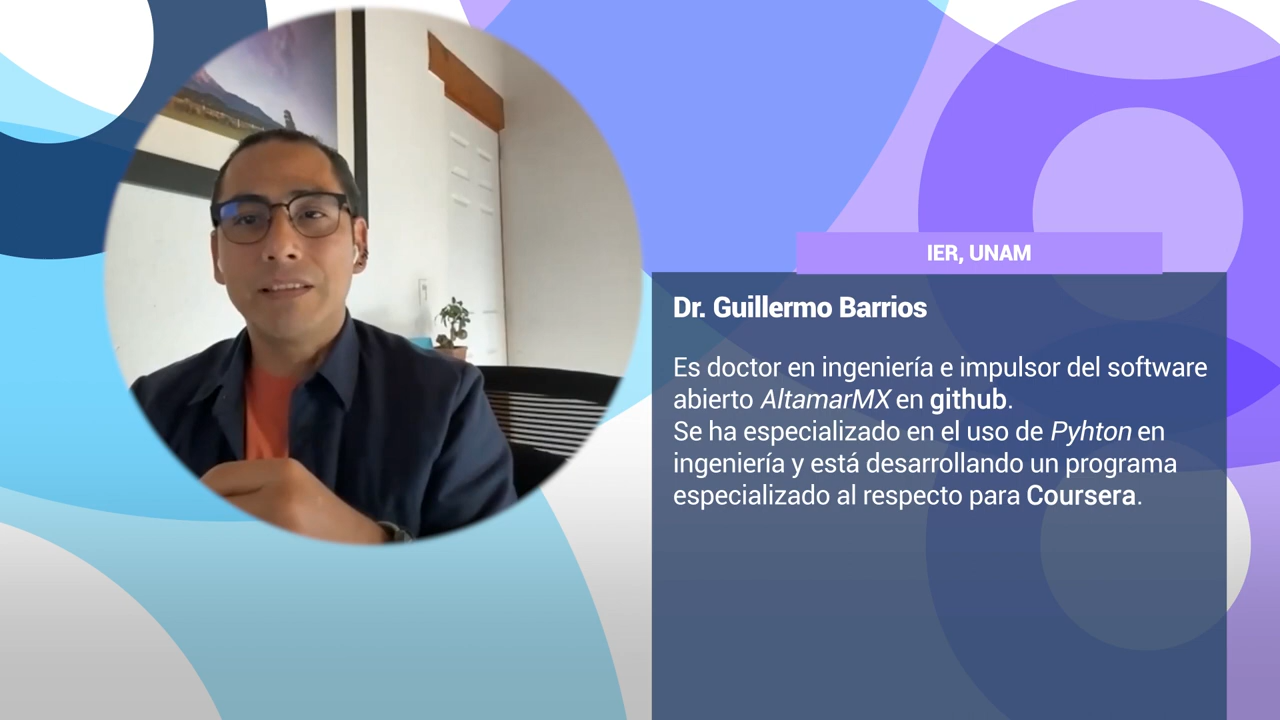 IER, UNAM
Dr. Guillermo Barrios
Es doctor en ingeniería e impulsor del software
abierto AltamarMX en github.
Se ha especializado en el uso de Pyhton en
ingeniería y está desarrollando un programa
especializado al respecto para Coursera.